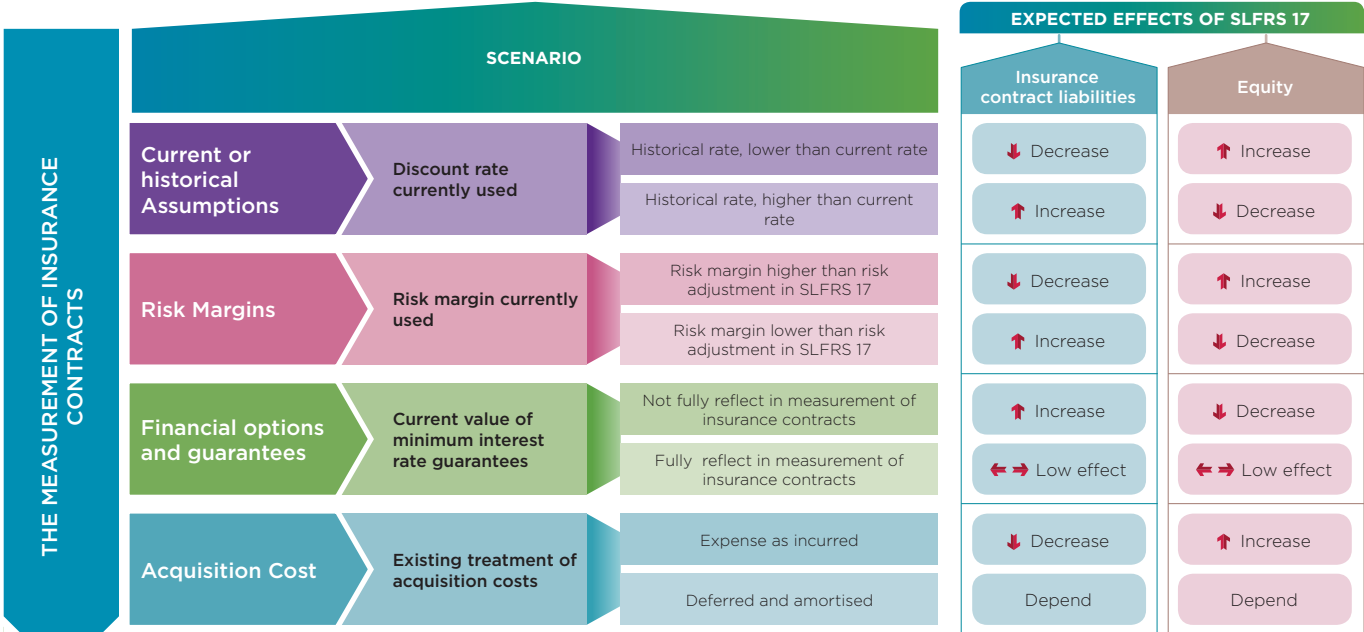 THE MEASUREMENT OF INSURANCE
CONTRACTS
SCENARIO
EXPECTED EFFECTS OF SLFRS 17
Insurance
contract liabilities
Equity
Current or
historical
Assumptions
Discount rate
currently used
Historical rate, lower than current rate
Decrease
Increase
Historical rate, higher than current
rate
Increase
Decrease
Risk Margins
Risk margin currently
used
Risk margin higher than risk
adjustment in SLFRS 17
Decrease
Increase
Risk margin lower than risk
adjustment in SLFRS 17
Increase
Decrease
Financial options
and guarantees
Current value of
minimum interest
rate guarantees
Not fully reflect in measurement of
insurance contracts
Increase
Decrease
Fully reflect in measurement of
insurance contracts
Low effect
Low effect
Acquisition Cost
Existing treatment of
acquisition costs
Expense as incurred
Decrease
Increase
Deferred and amortised
Depend
Depend